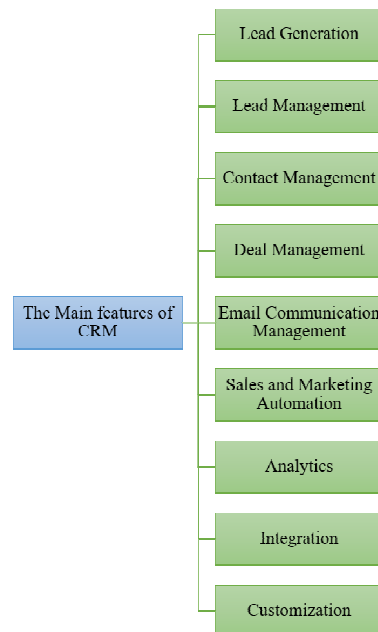 Lead Generation
Lead Management
Contact Management
Deal Management
The Main features of
CRM
Email Communication
Management
Sales and Marketing
Automation
Analytics
Integration
Customization